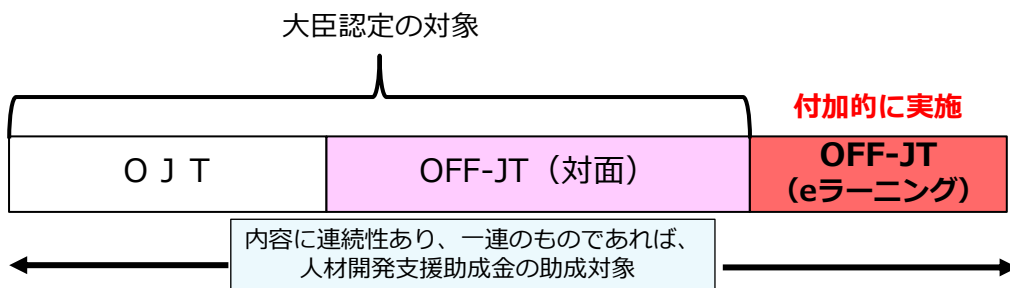 大臣認定の対象
付加的に実施
ＯＪＴ
OFF-JT（対面）
OFF-JT
（eラーニング）
内容に連続性あり、一連のものであれば、
人材開発支援助成金の助成対象